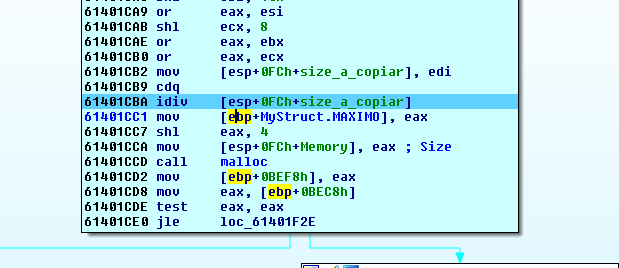 61401CA9 or eax, esi
61401CAB shl ecx, 8
61401CAE or eax, ebx
61401CB0 or eax, ecx
61401CB2 mov [esp+0FCh+size_a_copiar], edi
61401CB9 cdq
61401CBA idiv [esp+0FCh+size_a_copiar]
61401CC1 mov [ebp+MyStruct.MAXIMO], eax
61401CC7 shl eax, 4
61401CCA mov [esp+0FCh+Memory], eax ; Size
61401CCD call malloc
61401CD2 mov [ebp+0BEF8h], eax
61401CD8 mov eax, [ebp+0BEC8h]
61401CDE test eax, eax
61401CE0 jle loc_61401F2E